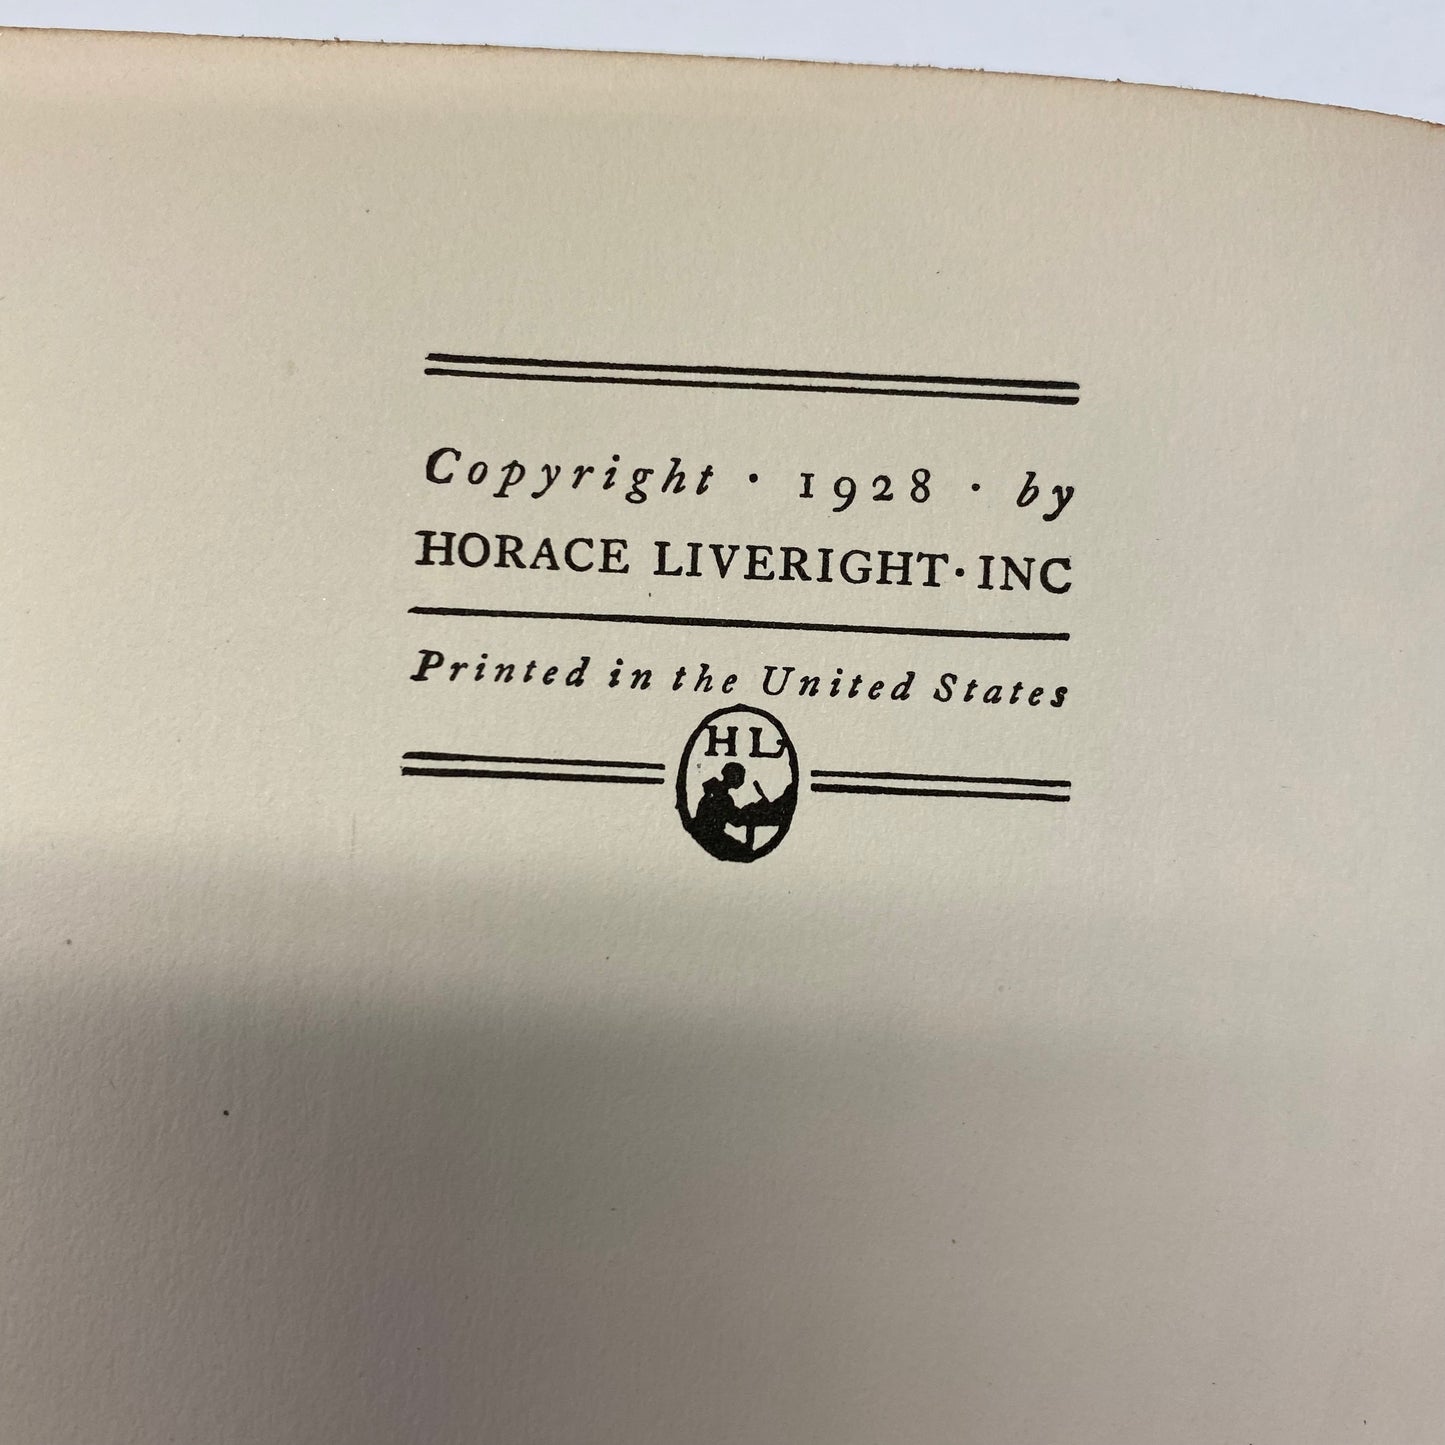 Copyright · 1928 · by
HORACE LIVERIGHT · INC
Printed in the United States
HL